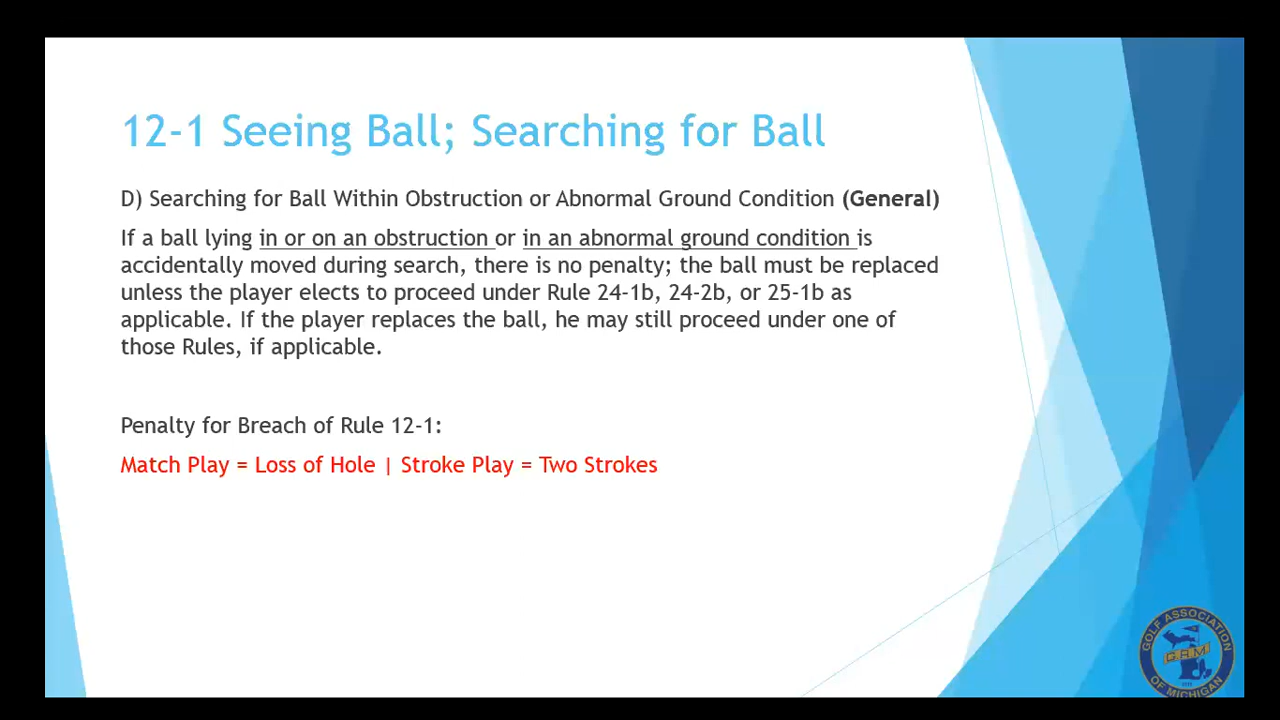 12-1 Seeing Ball; Searching for Ball
D) Searching for Ball Within Obstruction or Abnormal Ground Condition (General)
If a ball lying in or on an obstruction or in an abnormal ground condition is
accidentally moved during search, there is no penalty; the ball must be replaced
unless the player elects to proceed under Rule 24-1b, 24-2b, or 25-1b as
applicable. If the player replaces the ball, he may still proceed under one of
those Rules, if applicable.
Penalty for Breach of Rule 12-1:
Match Play = Loss of Hole | Stroke Play = Two Strokes
GOLF ASSOCIATION
GAM
OF MICHIGAN